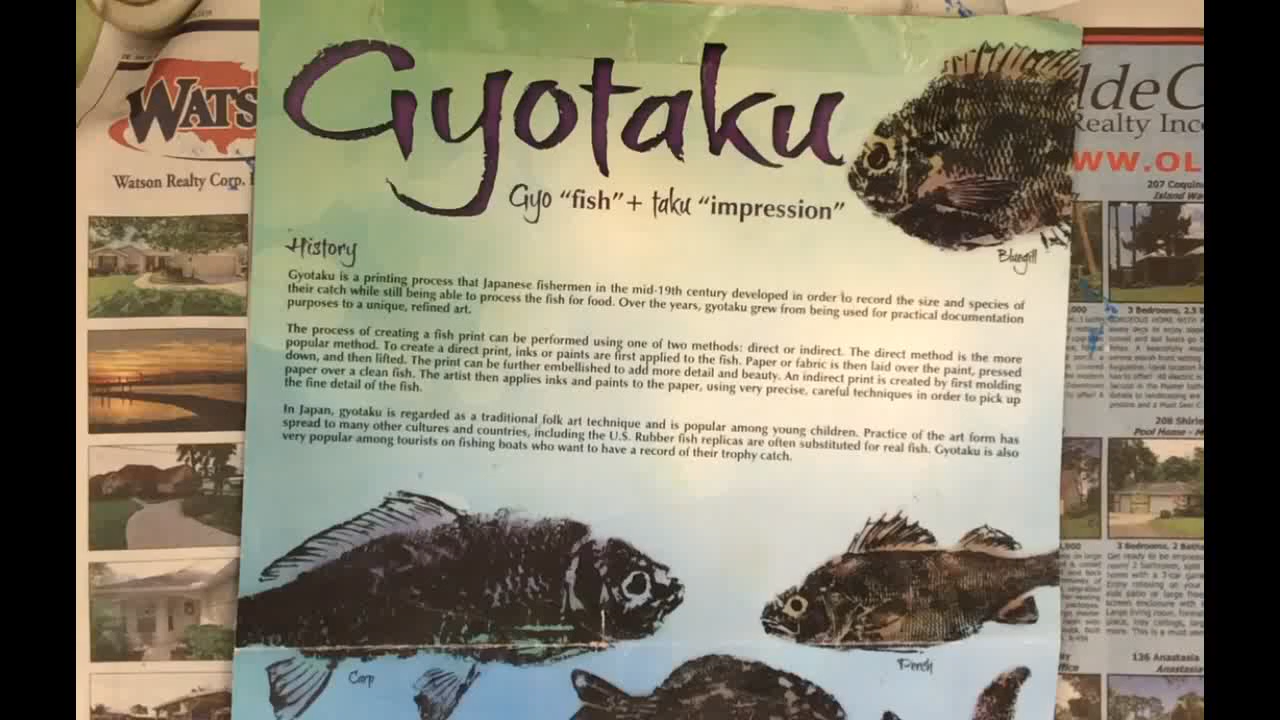 Gyotaku
Gyo “fish” + taku “impression”
Bluegill
History
Gyotaku is a printing process that Japanese fishermen in the mid-19th century developed in order to record the size and species of
their catch while still being able to process the fish for food. Over the years, gyotaku grew from being used for practical documentation
purposes to a unique, refined art.
The process of creating a fish print can be performed using one of two methods: direct or indirect. The direct method is the more
popular method. To create a direct print, inks or paints are first applied to the fish. Paper or fabric is then laid over the paint, pressed
down, and then lifted. The print can be further embellished to add more detail and beauty. An indirect print is created by first molding
paper over a clean fish. The artist then applies inks and paints to the paper, using very precise, careful techniques in order to pick up
the fine detail of the fish.
In Japan, gyotaku is regarded as a traditional folk art technique and is popular among young children. Practice of the art form has
spread to many other cultures and countries, including the U.S. Rubber fish replicas are often substituted for real fish. Gyotaku is also
very popular among tourists on fishing boats who want to have a record of their trophy catch.
Carp
Perch
WATS
Watson Realty Corp.
ldeC
Realty Inc
WW.OL
207 Coquin
Island Wa
3 Bedrooms, 2.5 B
208 Shirle
Pool Home - M
3 Bedrooms, 2 Baths
136 Anastasia
Anastasia